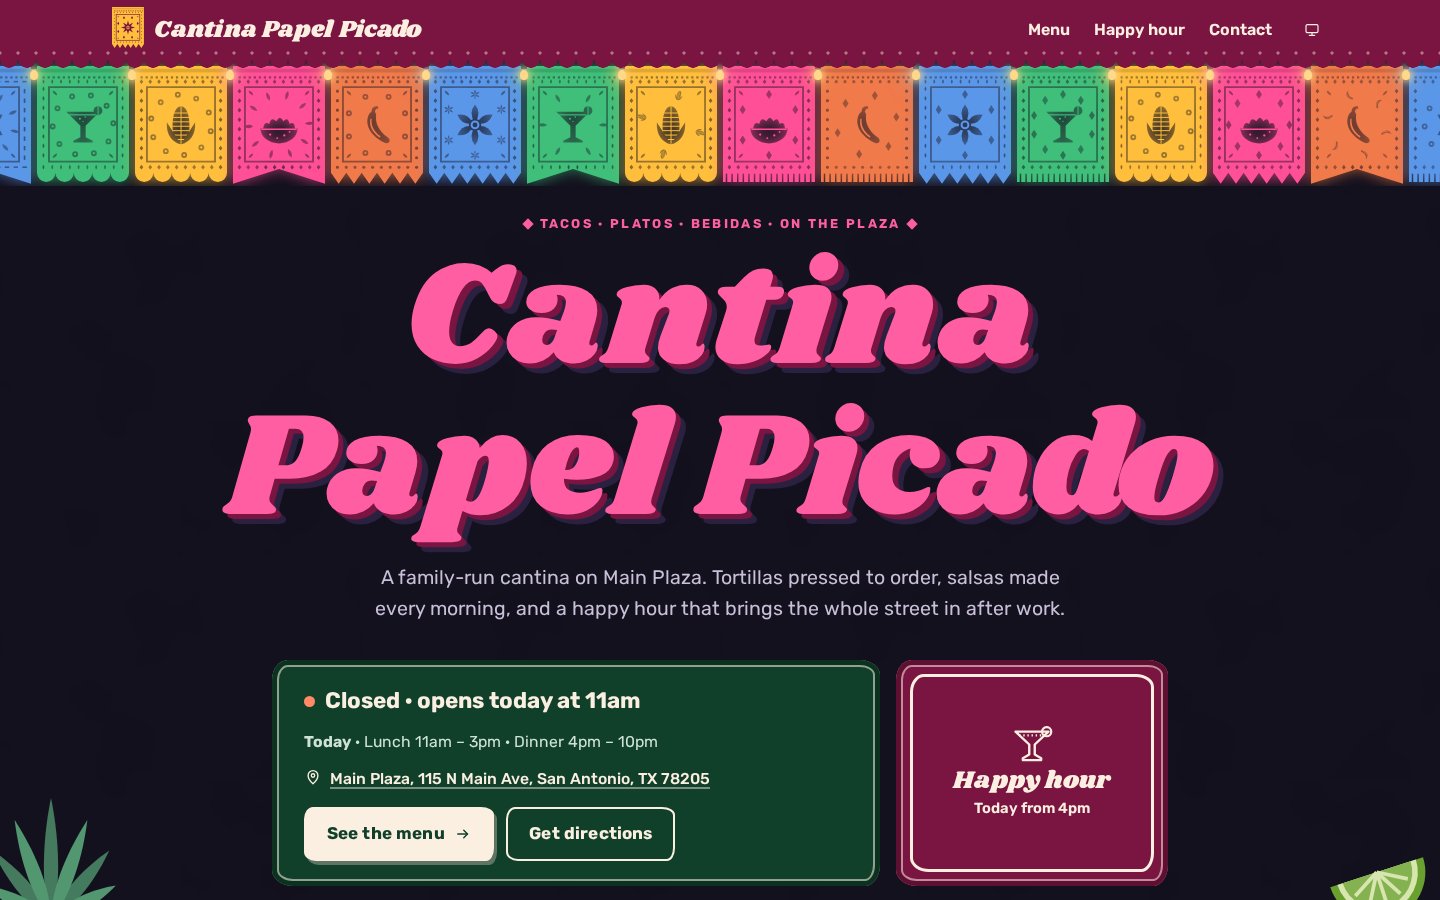 Cantina Papel Picado
Menu Happy hour Contact
◆ TACOS • PLATOS • BEBIDAS • ON THE PLAZA ◆
Cantina
Papel Picado
A family-run cantina on Main Plaza. Tortillas pressed to order, salsas made
every morning, and a happy hour that brings the whole street in after work.
Closed • opens today at 11am
Today • Lunch 11am – 3pm • Dinner 4pm – 10pm
Main Plaza, 115 N Main Ave, San Antonio, TX 78205
See the menu →
Get directions
Happy hour
Today from 4pm